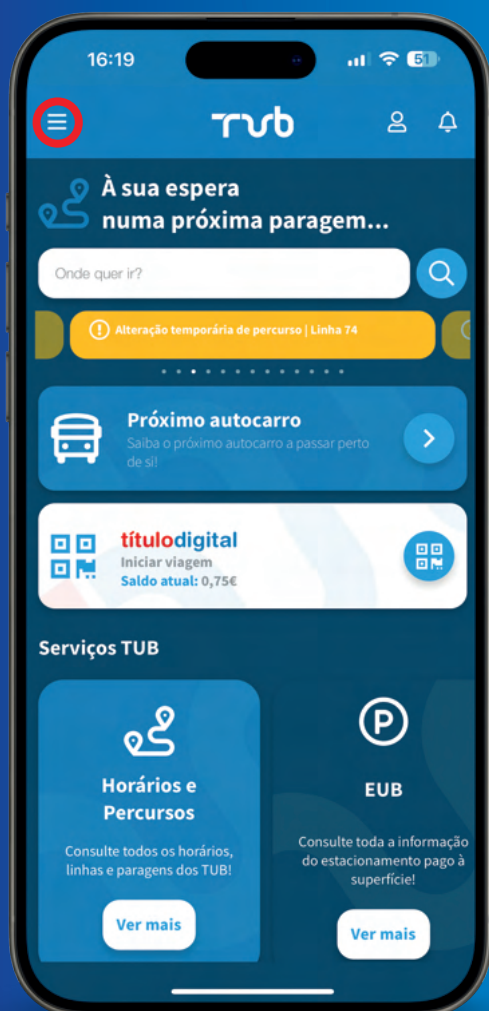 16:19
51
TUB
À sua espera
numa próxima paragem...
Onde quer ir?
Alteração temporária de percurso | Linha 74
Próximo autocarro
Saiba o próximo autocarro a passar perto
de si!
títulodigital
Iniciar viagem
Saldo atual: 0,75€
Serviços TUB
Horários e
Percursos
Consulte todos os horários,
linhas e paragens dos TUB!
Ver mais
P
EUB
Consulte toda a informação
do estacionamento pago à
superfície!
Ver mais